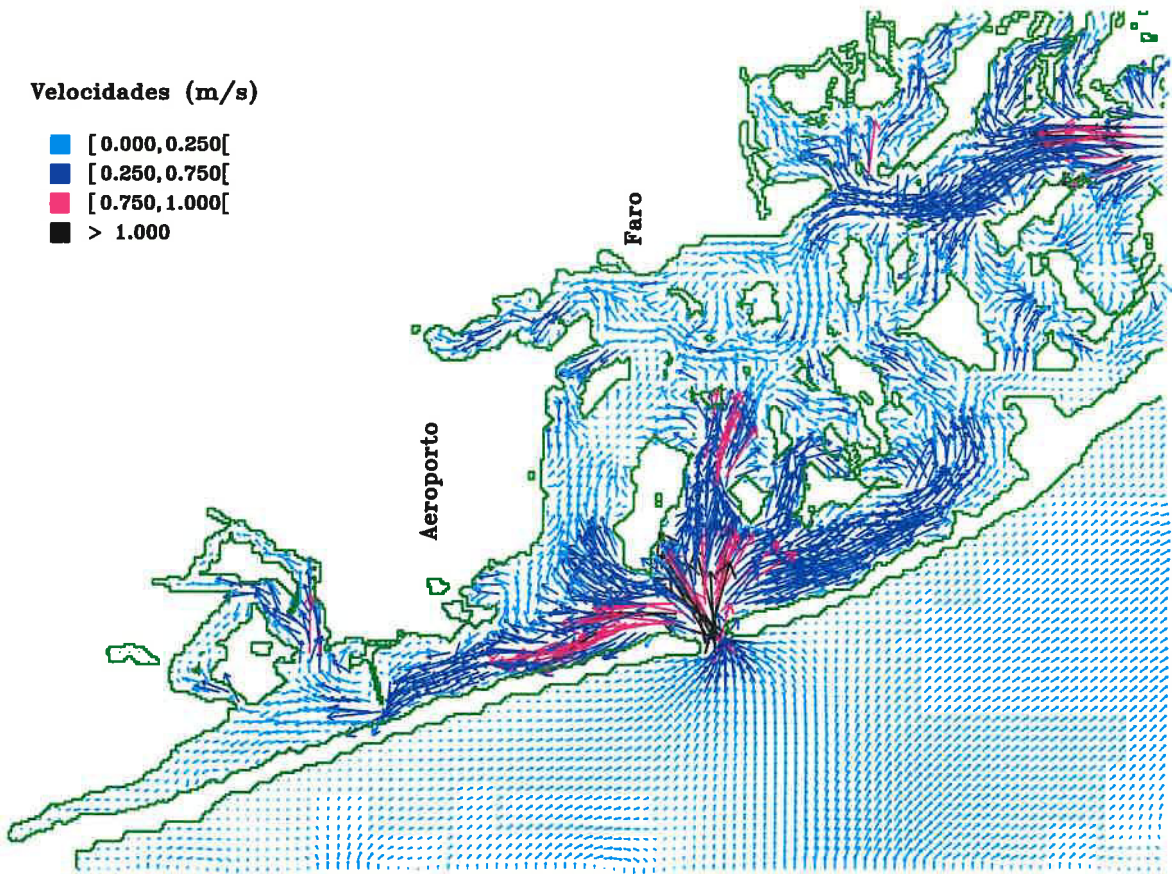 Velocidades (m/s)
[0.000,0.250[
[0.250,0.750[
[0.750,1.000[
> 1.000
Faro
Aeroporto